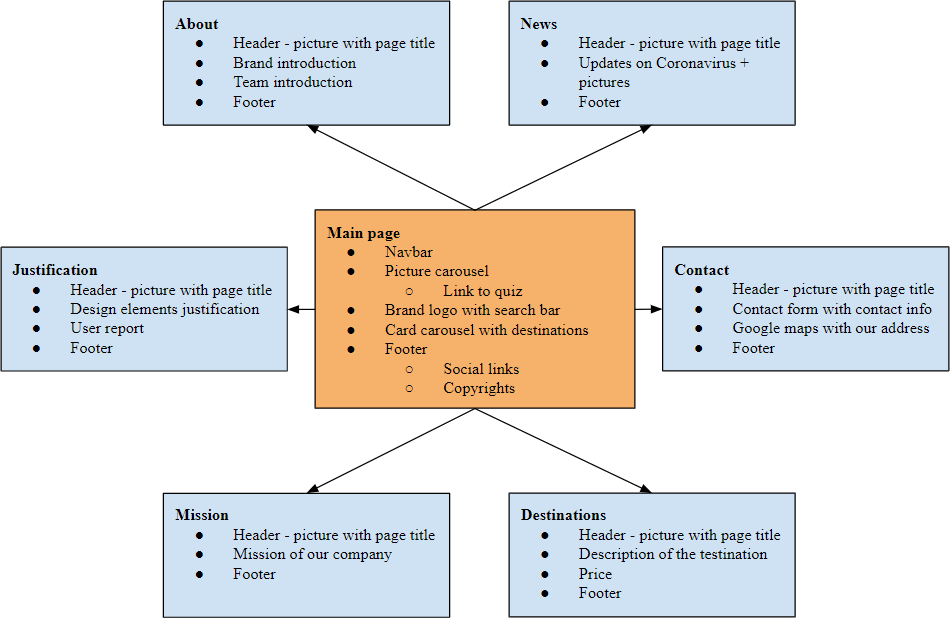 About
● Header - picture with page title
● Brand introduction
● Team introduction
● Footer
News
● Header - picture with page title
● Updates on Coronavirus +
pictures
● Footer
Main page
● Navbar
● Picture carousel
○ Link to quiz
● Brand logo with search bar
● Card carousel with destinations
● Footer
○ Social links
○ Copyrights
Justification
● Header - picture with page title
● Design elements justification
● User report
● Footer
Contact
● Header - picture with page title
● Contact form with contact info
● Google maps with our address
● Footer
Mission
● Header - picture with page title
● Mission of our company
● Footer
Destinations
● Header - picture with page title
● Description of the testination
● Price
● Footer